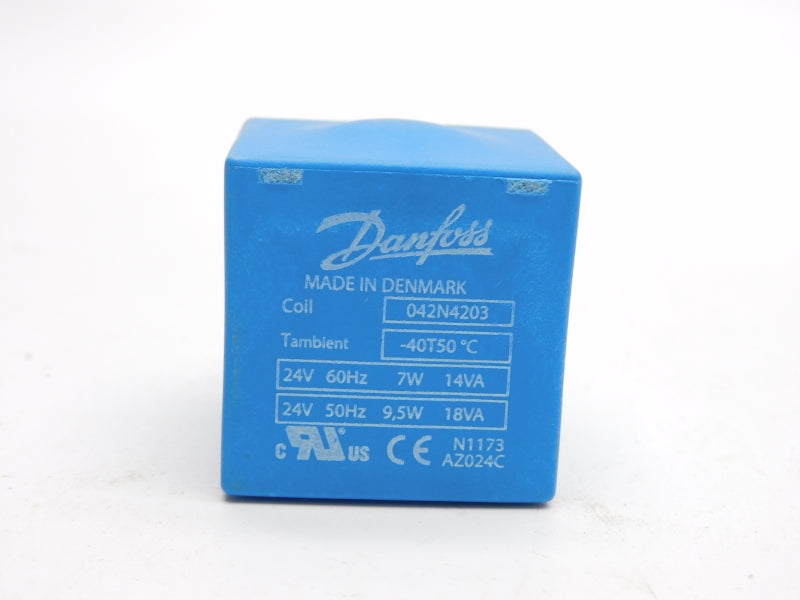 Danfoss
MADE IN DENMARK
Coil 042N4203
Tambient -40T50 °C
24V 60Hz 7W 14VA
24V 50Hz 9,5W 18VA
c RU® US CE N1173
AZ024C